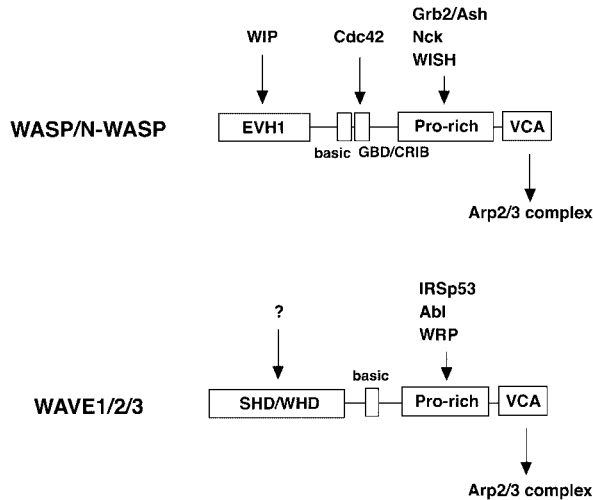 Grb2/Ash
WIP Cdc42 Nck
WISH
WASP/N-WASP EVH1 Pro-rich VCA
basic GBD/CRIB
Arp2/3 complex
IRSp53
? Abl
WRP
basic
WAVE1/2/3 SHD/WHD Pro-rich VCA
Arp2/3 complex